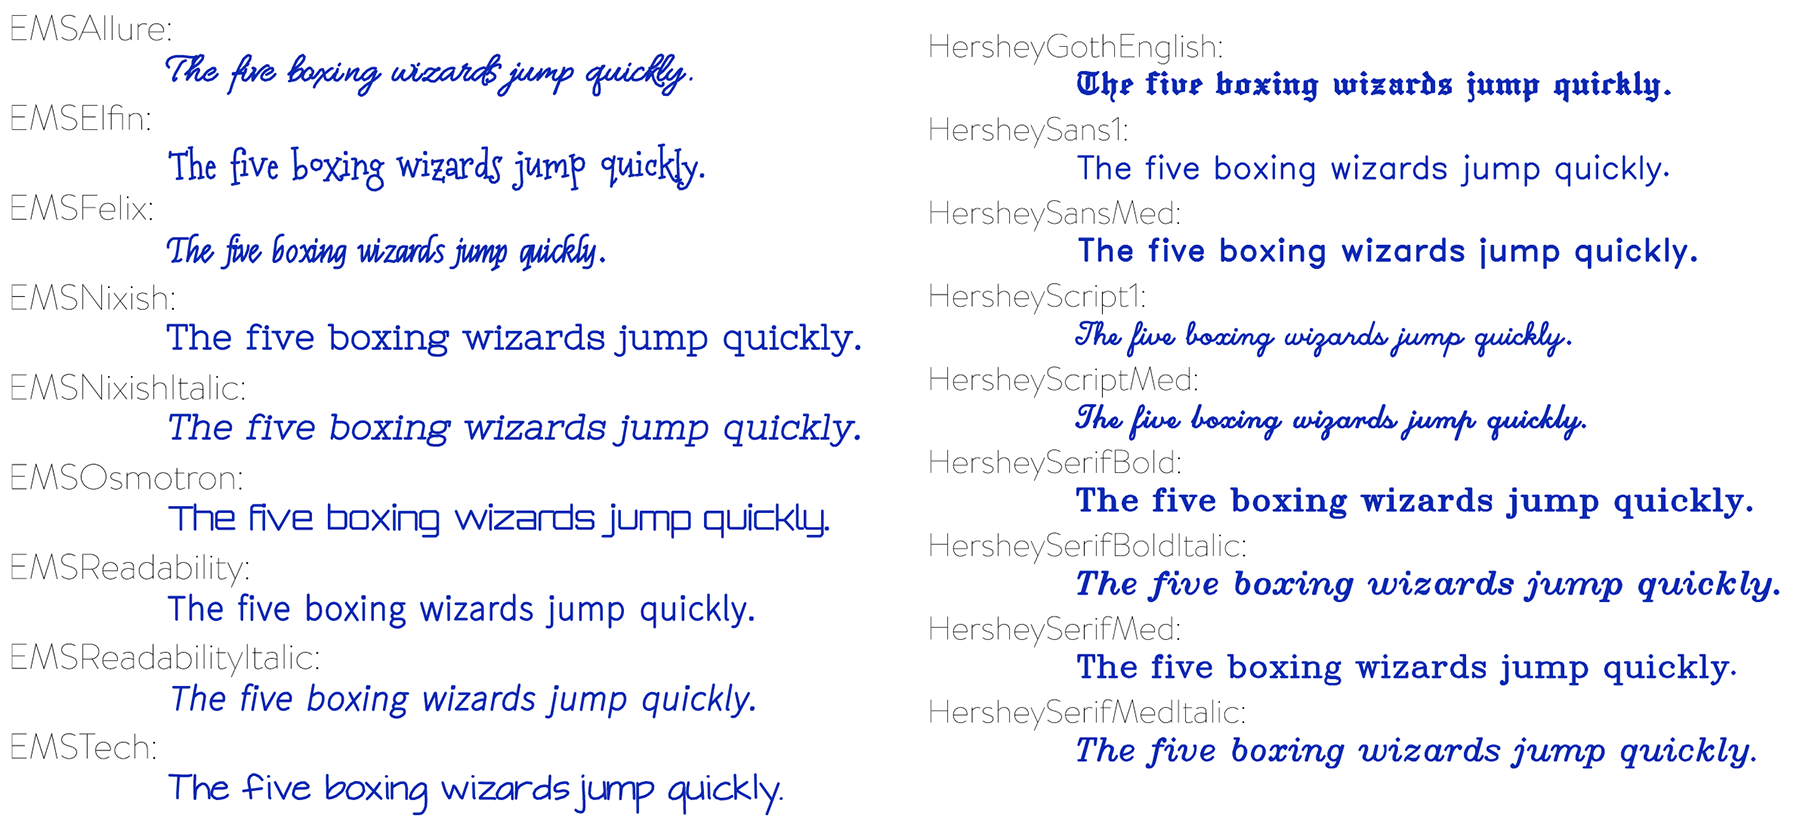 EMSAllure:
The five boxing wizards jump quickly.
EMSElfin:
The five boxing wizards jump quickly.
EMSFelix:
The five boxing wizards jump quickly.
EMSNixish:
The five boxing wizards jump quickly.
EMSNixishItalic:
The five boxing wizards jump quickly.
EMSOsmotron:
The five boxing wizards jump quickly.
EMSReadability:
The five boxing wizards jump quickly.
EMSReadabilityItalic:
The five boxing wizards jump quickly.
EMSTech:
The five boxing wizards jump quickly.
HersheyGothEnglish:
The five boxing wizards jump quickly.
HersheySans1:
The five boxing wizards jump quickly.
HersheySansMed:
The five boxing wizards jump quickly.
HersheyScript1:
The five boxing wizards jump quickly.
HersheyScriptMed:
The five boxing wizards jump quickly.
HersheySerifBold:
The five boxing wizards jump quickly.
HersheySerifBoldItalic:
The five boxing wizards jump quickly.
HersheySerifMed:
The five boxing wizards jump quickly.
HersheySerifMedItalic:
The five boxing wizards jump quickly.